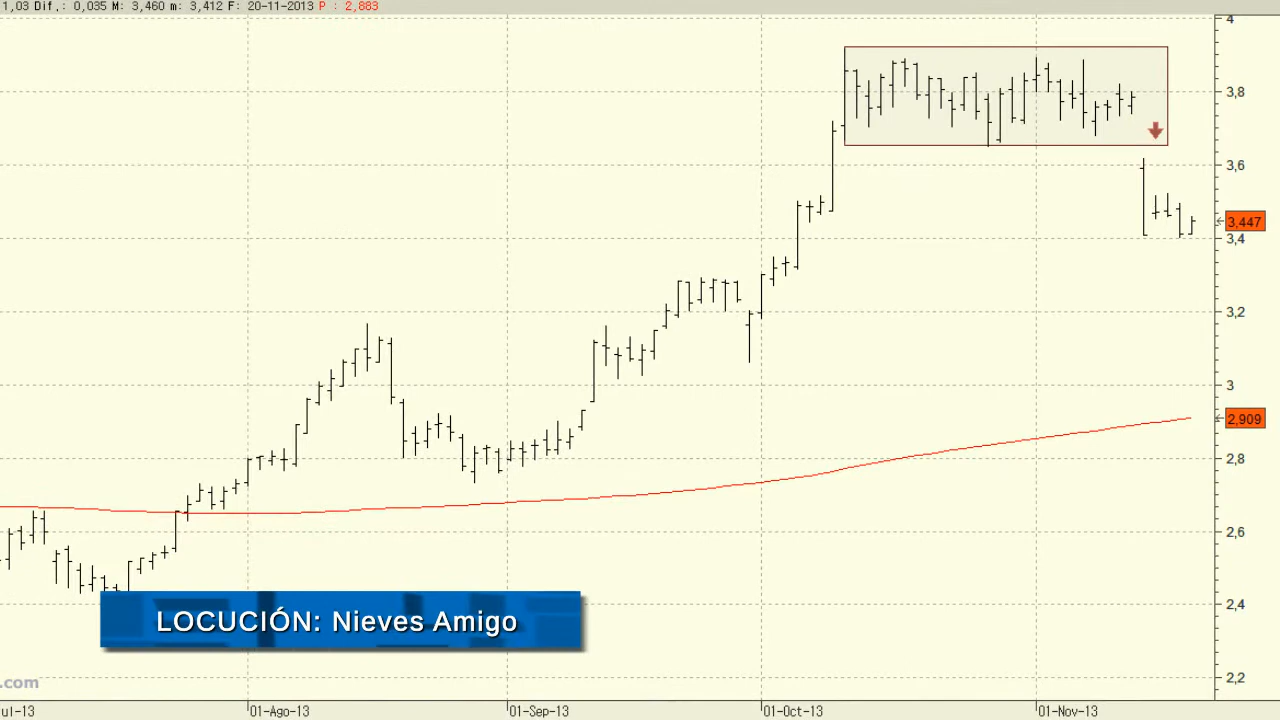 1,03 Dif,: 0,035 M: 3,460 m: 3,412 F: 20-11-2013 P : 2,883
4
3,8
3,6
3,447
3,4
3,2
3
2,909
2,8
2,6
2,4
LOCUCIÓN: Nieves Amigo
2,2
.com
ul-13
01-Ago-13
01-Sep-13
01-Oct-13
01-Nov-13